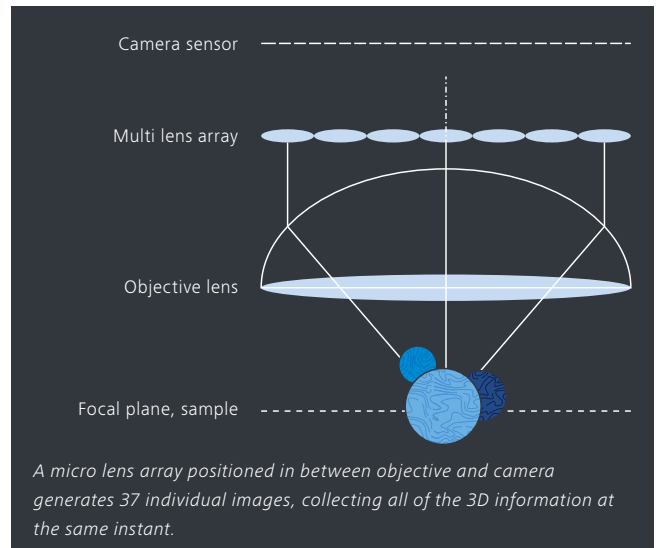 Camera sensor
Multi lens array
Objective lens
Focal plane, sample
A micro lens array positioned in between objective and camera
generates 37 individual images, collecting all of the 3D information at
the same instant.